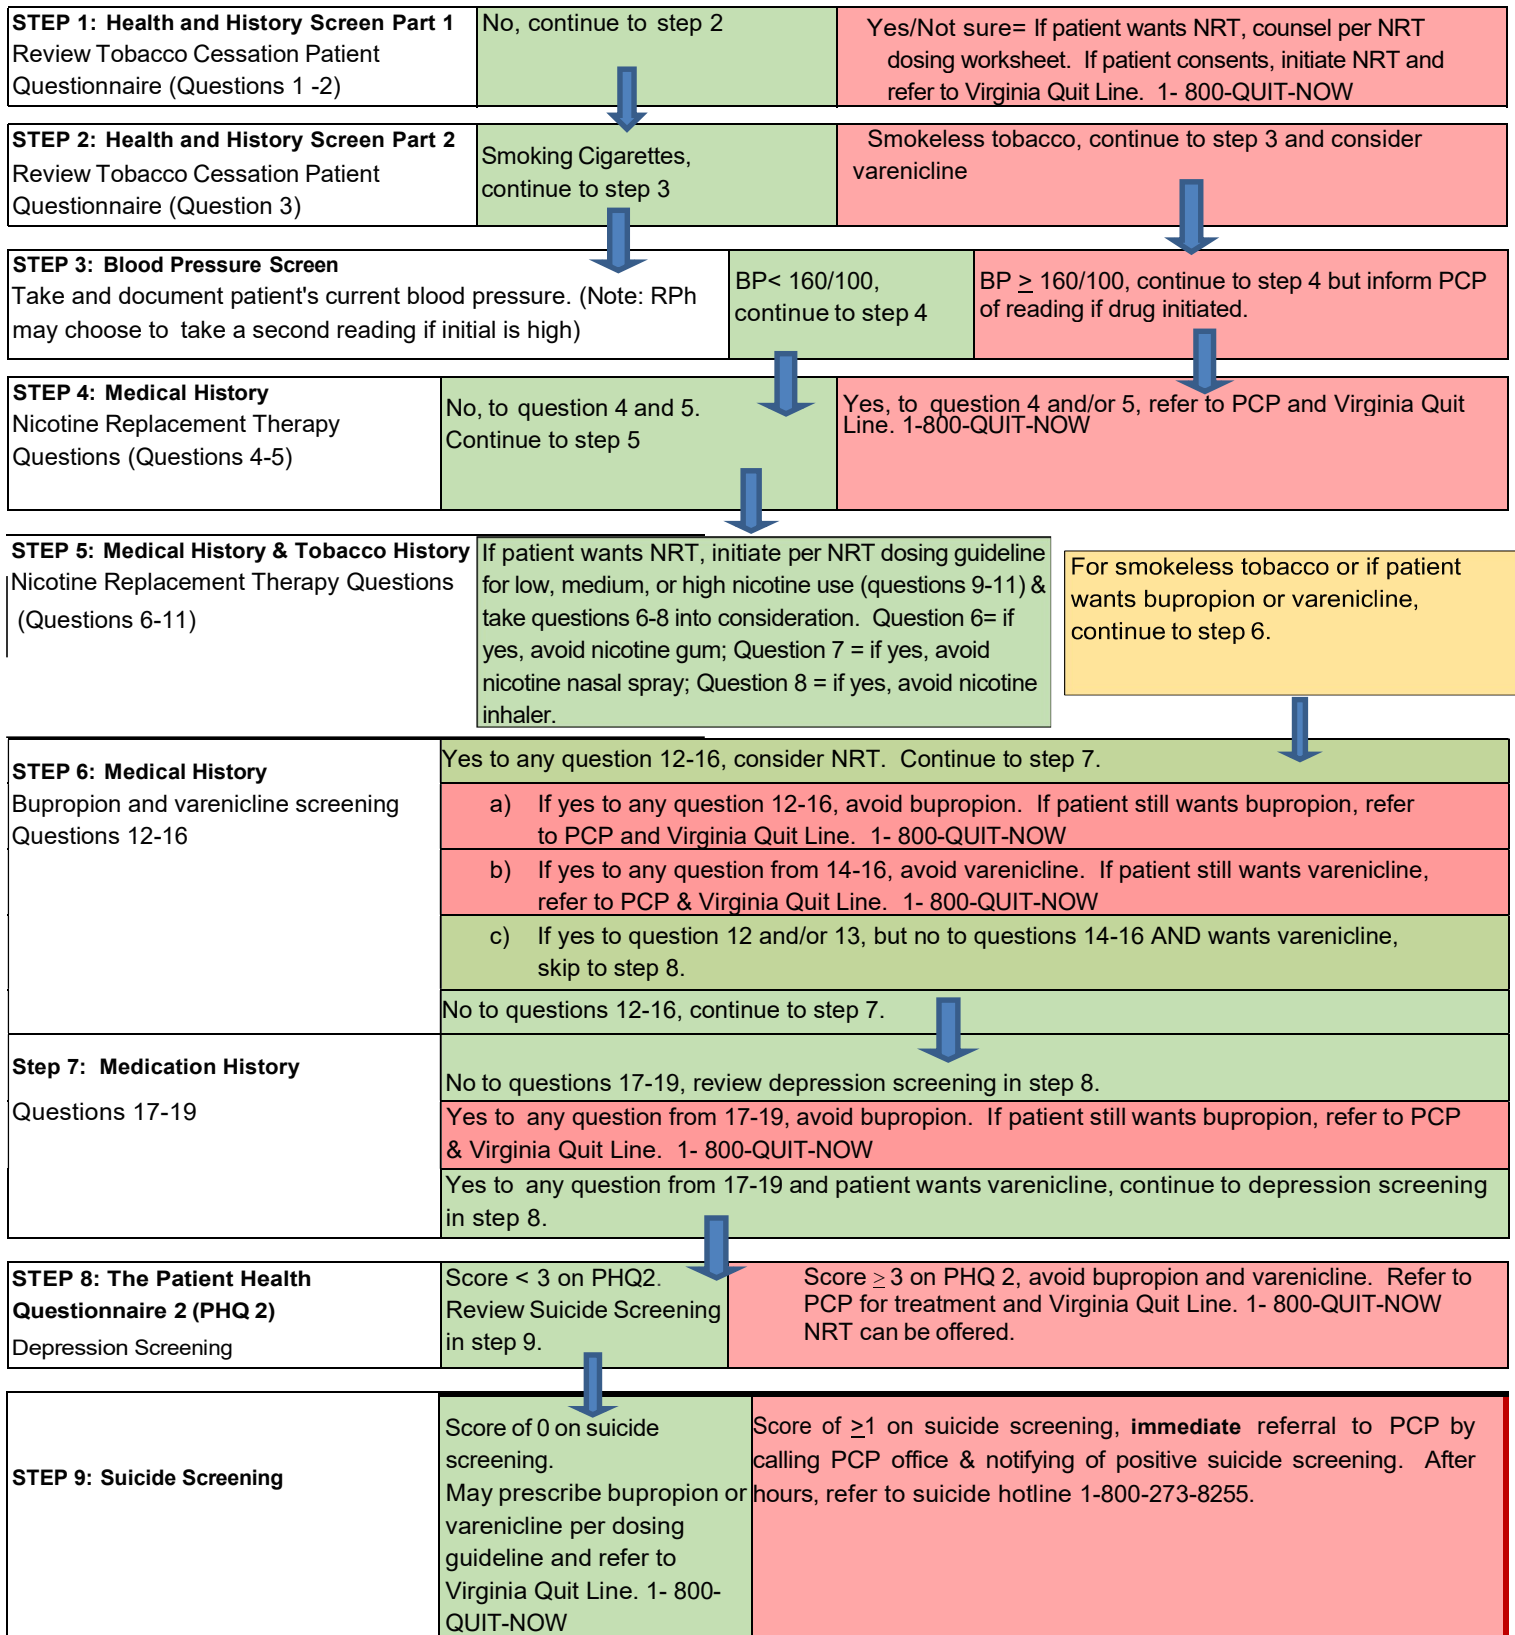 STEP 1: Health and History Screen Part 1
Review Tobacco Cessation Patient
Questionnaire (Questions 1 -2)
No, continue to step 2
Yes/Not sure= If patient wants NRT, counsel per NRT
dosing worksheet. If patient consents, initiate NRT and
refer to Virginia Quit Line. 1- 800-QUIT-NOW
STEP 2: Health and History Screen Part 2
Review Tobacco Cessation Patient
Questionnaire (Question 3)
Smoking Cigarettes,
continue to step 3
Smokeless tobacco, continue to step 3 and consider
varenicline
STEP 3: Blood Pressure Screen
Take and document patient's current blood pressure. (Note: RPh
may choose to take a second reading if initial is high)
BP< 160/100,
continue to step 4
BP ≥ 160/100, continue to step 4 but inform PCP
of reading if drug initiated.
STEP 4: Medical History
Nicotine Replacement Therapy
Questions (Questions 4-5)
No, to question 4 and 5.
Continue to step 5
Yes, to question 4 and/or 5, refer to PCP and Virginia Quit
Line. 1-800-QUIT-NOW
STEP 5: Medical History & Tobacco History
Nicotine Replacement Therapy Questions
(Questions 6-11)
If patient wants NRT, initiate per NRT dosing guideline
for low, medium, or high nicotine use (questions 9-11) &
take questions 6-8 into consideration. Question 6= if
yes, avoid nicotine gum; Question 7 = if yes, avoid
nicotine nasal spray; Question 8 = if yes, avoid nicotine
inhaler.
For smokeless tobacco or if patient
wants bupropion or varenicline,
continue to step 6.
STEP 6: Medical History
Bupropion and varenicline screening
Questions 12-16
Yes to any question 12-16, consider NRT. Continue to step 7.
a) If yes to any question 12-16, avoid bupropion. If patient still wants bupropion, refer
to PCP and Virginia Quit Line. 1- 800-QUIT-NOW
b) If yes to any question from 14-16, avoid varenicline. If patient still wants varenicline,
refer to PCP & Virginia Quit Line. 1- 800-QUIT-NOW
c) If yes to question 12 and/or 13, but no to questions 14-16 AND wants varenicline,
skip to step 8.
No to questions 12-16, continue to step 7.
Step 7: Medication History
Questions 17-19
No to questions 17-19, review depression screening in step 8.
Yes to any question from 17-19, avoid bupropion. If patient still wants bupropion, refer to PCP
& Virginia Quit Line. 1- 800-QUIT-NOW
Yes to any question from 17-19 and patient wants varenicline, continue to depression screening
in step 8.
STEP 8: The Patient Health
Questionnaire 2 (PHQ 2)
Depression Screening
Score < 3 on PHQ2.
Review Suicide Screening
in step 9.
Score ≥ 3 on PHQ 2, avoid bupropion and varenicline. Refer to
PCP for treatment and Virginia Quit Line. 1- 800-QUIT-NOW
NRT can be offered.
STEP 9: Suicide Screening
Score of 0 on suicide
screening.
May prescribe bupropion or
varenicline per dosing
guideline and refer to
Virginia Quit Line. 1- 800-
QUIT-NOW
Score of ≥1 on suicide screening, immediate referral to PCP by
calling PCP office & notifying of positive suicide screening. After
hours, refer to suicide hotline 1-800-273-8255.